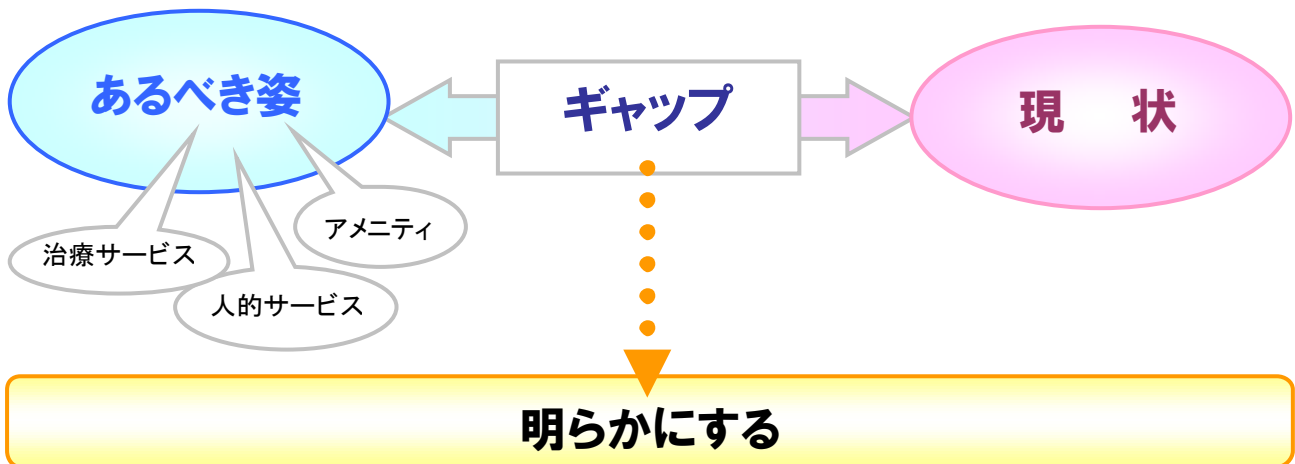 あるべき姿
ギャップ
現　状
アメニティ
治療サービス
人的サービス
明らかにする